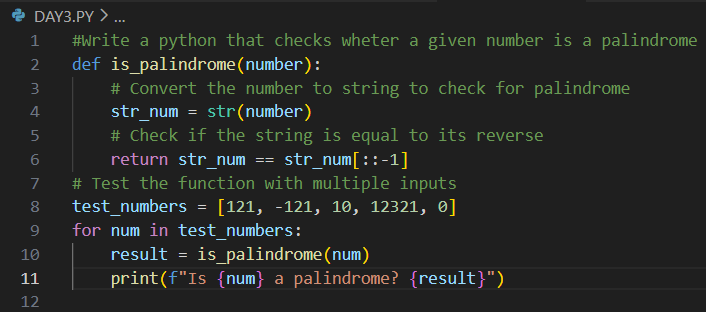 DAY3.PY > ...
1 #Write a python that checks wheter a given number is a palindrome
2 def is_palindrome(number):
3     # Convert the number to string to check for palindrome
4     str_num = str(number)
5     # Check if the string is equal to its reverse
6     return str_num == str_num[::-1]
7 # Test the function with multiple inputs
8 test_numbers = [121, -121, 10, 12321, 0]
9 for num in test_numbers:
10     result = is_palindrome(num)
11     print(f"Is {num} a palindrome? {result}")
12